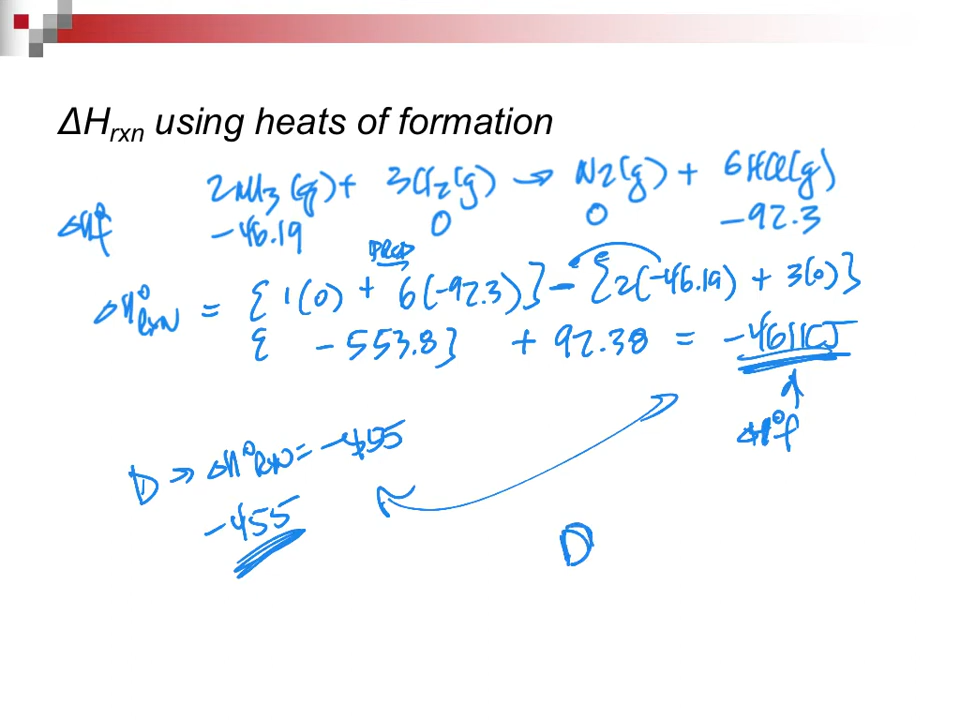 ΔHrxn using heats of formation
2NH3(g) + 3Cl2(g) → N2(g) + 6HCl(g)
ΔH°f -46.19 0 0 -92.3
PROD
ΔH°RXN = {1(0) + 6(-92.3)} - {2(-46.19) + 3(0)}
{ -553.8} + 92.38 = -461 KJ
ΔH°f
D → ΔH°RXN = -455
-455
D